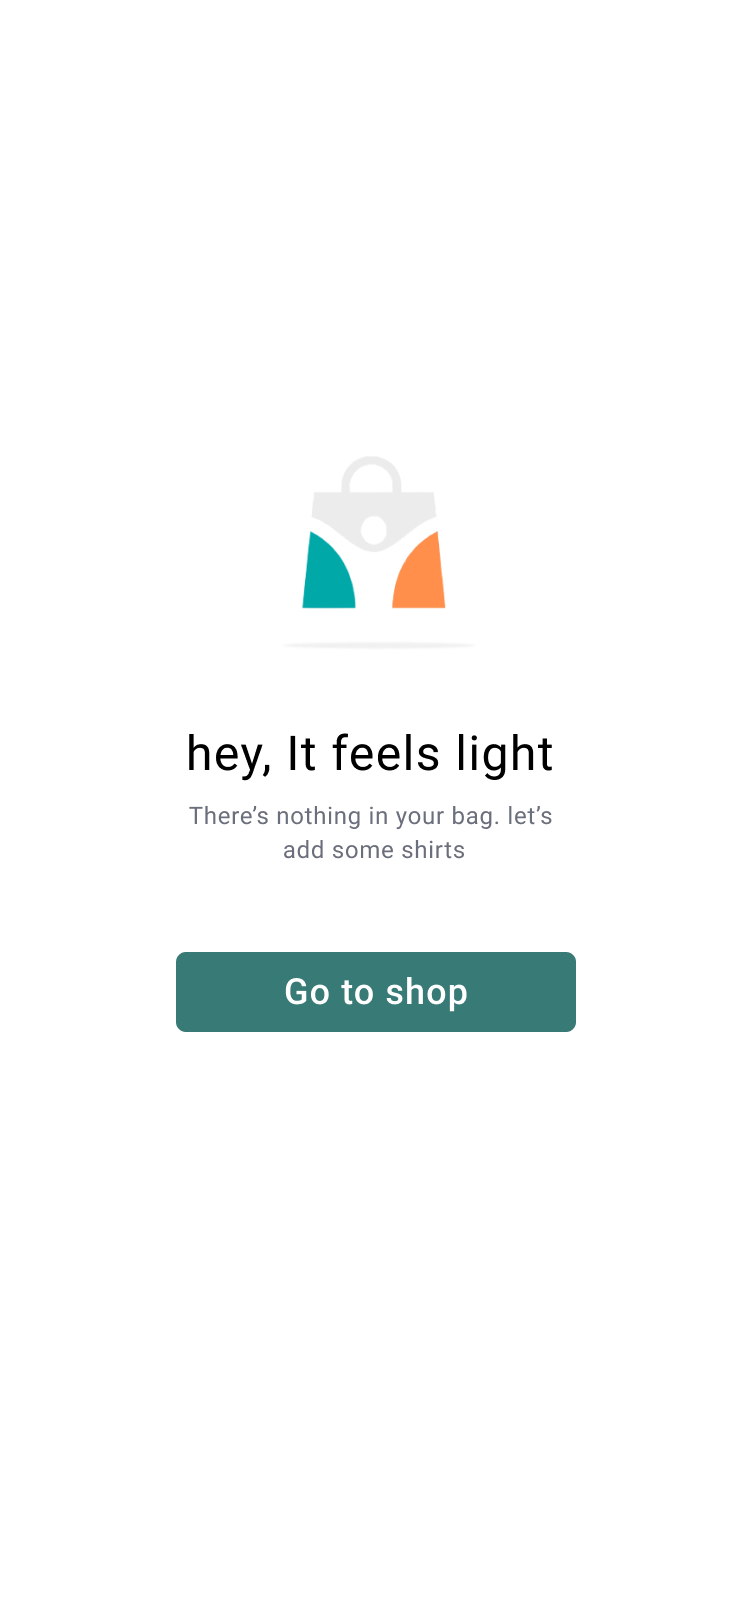 hey, It feels light
There’s nothing in your bag. let’s
add some shirts
Go to shop